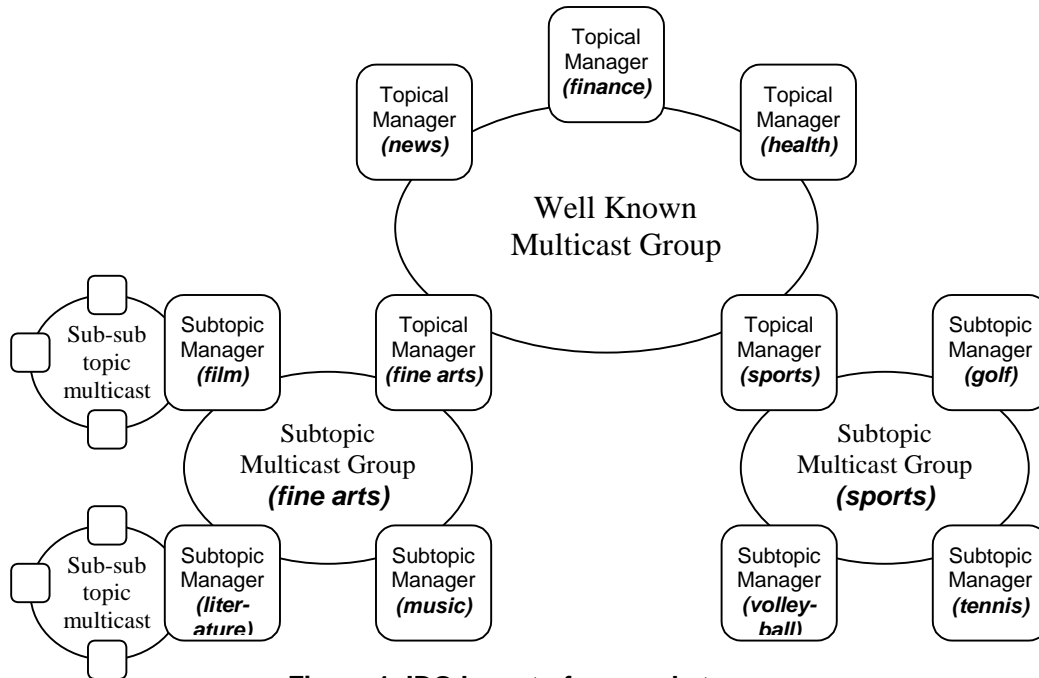 Topical
Manager
(finance)
Topical
Manager
(news)
Topical
Manager
(health)
Well Known
Multicast Group
Sub-sub
topic
multicast
Subtopic
Manager
(film)
Topical
Manager
(fine arts)
Topical
Manager
(sports)
Subtopic
Manager
(golf)
Subtopic
Multicast Group
(fine arts)
Subtopic
Multicast Group
(sports)
Sub-sub
topic
multicast
Subtopic
Manager
(liter-
ature)
Subtopic
Manager
(music)
Subtopic
Manager
(volley-
ball)
Subtopic
Manager
(tennis)